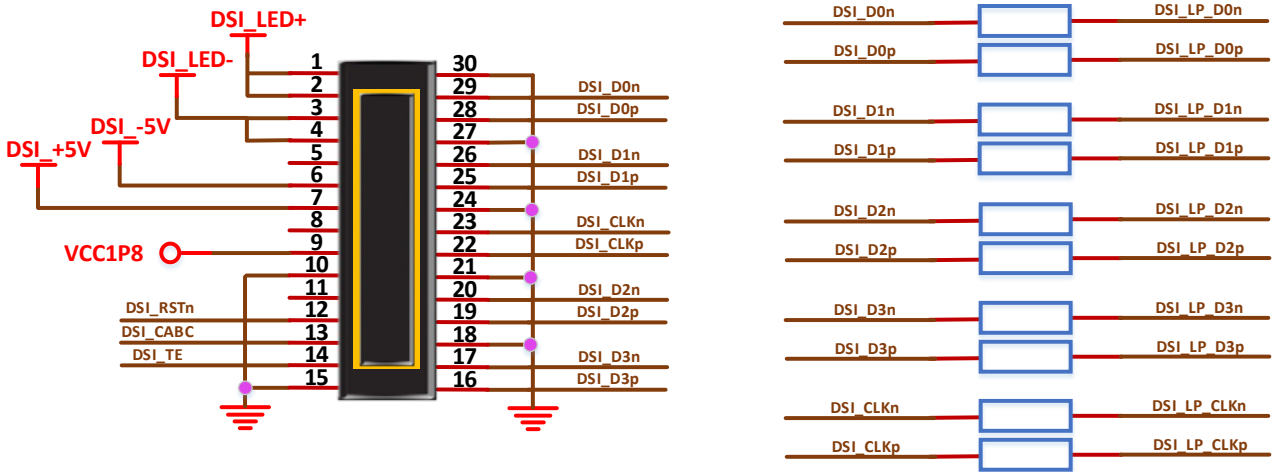 DSI_LED+
DSI_LED-
DSI_-5V
DSI_+5V
VCC1P8
DSI_RSTn
DSI_CABC
DSI_TE
1
2
3
4
5
6
7
8
9
10
11
12
13
14
15
30
29
28
27
26
25
24
23
22
21
20
19
18
17
16
DSI_D0n
DSI_D0p
DSI_D1n
DSI_D1p
DSI_CLKn
DSI_CLKp
DSI_D2n
DSI_D2p
DSI_D3n
DSI_D3p
DSI_D0n DSI_LP_D0n
DSI_D0p DSI_LP_D0p
DSI_D1n DSI_LP_D1n
DSI_D1p DSI_LP_D1p
DSI_D2n DSI_LP_D2n
DSI_D2p DSI_LP_D2p
DSI_D3n DSI_LP_D3n
DSI_D3p DSI_LP_D3p
DSI_CLKn DSI_LP_CLKn
DSI_CLKp DSI_LP_CLKp